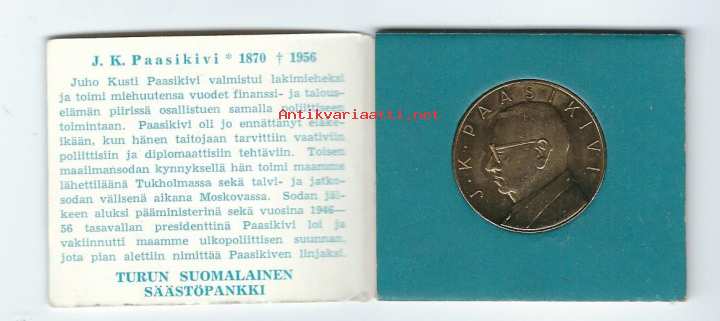 J. K. Paasikivi * 1870 † 1956
Juho Kusti Paasikivi valmistui lakimieheksi
ja toimi miehuutensa vuodet finanssi- ja talous-
elämän piirissä osallistuen samalla poliittiseen
toimintaan. Paasikivi oli jo ennättänyt eläke-
ikään, kun hänen taitojaan tarvittiin vaativiin
poliittisiin ja diplomaattisiin tehtäviin. Toisen
maailmansodan kynnyksellä hän toimi maamme
lähettiläänä Tukholmassa sekä talvi- ja jatko-
sodan välisenä aikana Moskovassa. Sodan jäl-
keen aluksi pääministerinä sekä vuosina 1946—
56 tasavallan presidenttinä Paasikivi loi ja
vakiinnutti maamme ulkopoliittisen suunnan,
jota pian alettiin nimittää Paasikiven linjaksi.
TURUN SUOMALAINEN
SÄÄSTÖPANKKI
Antikvariaatti.net
J. K. PAASIKIVI